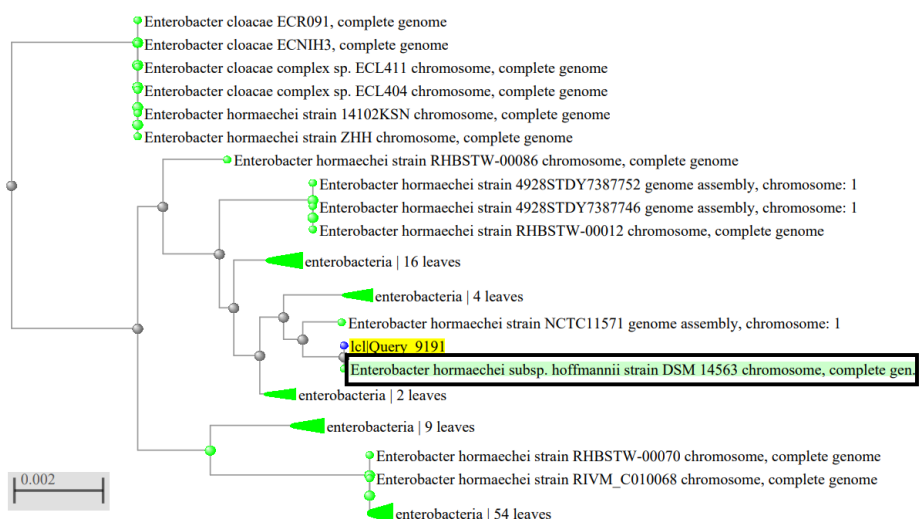 Enterobacter cloacae ECR091, complete genome
Enterobacter cloacae ECNIH3, complete genome
Enterobacter cloacae complex sp. ECL411 chromosome, complete genome
Enterobacter cloacae complex sp. ECL404 chromosome, complete genome
Enterobacter hormaechei strain 14102KSN chromosome, complete genome
Enterobacter hormaechei strain ZHH chromosome, complete genome
Enterobacter hormaechei strain RHBSTW-00086 chromosome, complete genome
Enterobacter hormaechei strain 4928STDY7387752 genome assembly, chromosome: 1
Enterobacter hormaechei strain 4928STDY7387746 genome assembly, chromosome: 1
Enterobacter hormaechei strain RHBSTW-00012 chromosome, complete genome
enterobacteria | 16 leaves
enterobacteria | 4 leaves
Enterobacter hormaechei strain NCTC11571 genome assembly, chromosome: 1
lcl|Query_9191
Enterobacter hormaechei subsp. hoffmannii strain DSM 14563 chromosome, complete gen.
enterobacteria | 2 leaves
enterobacteria | 9 leaves
Enterobacter hormaechei strain RHBSTW-00070 chromosome, complete genome
Enterobacter hormaechei strain RIVM_C010068 chromosome, complete genome
enterobacteria | 54 leaves
0.002